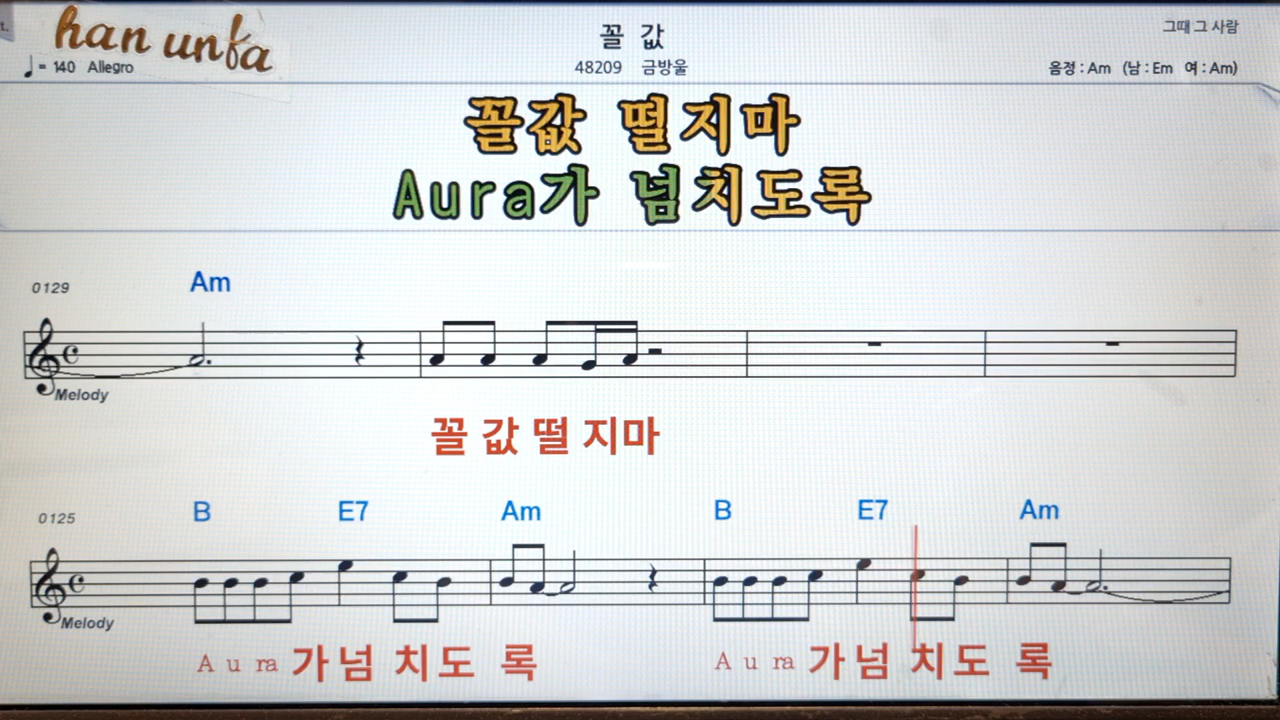 t.
han unfa
꼴 값
그때 그 사람
♩ = 140 Allegro
48209 금방울
음정 : Am (남 : Em 여 : Am)
꼴값 떨지마
Aura가 넘치도록
0129 Am
Melody
꼴 값 떨 지마
0125 B E7 Am B E7 Am
Melody
A u ra 가넘 치도 록 A u ra 가넘 치도 록